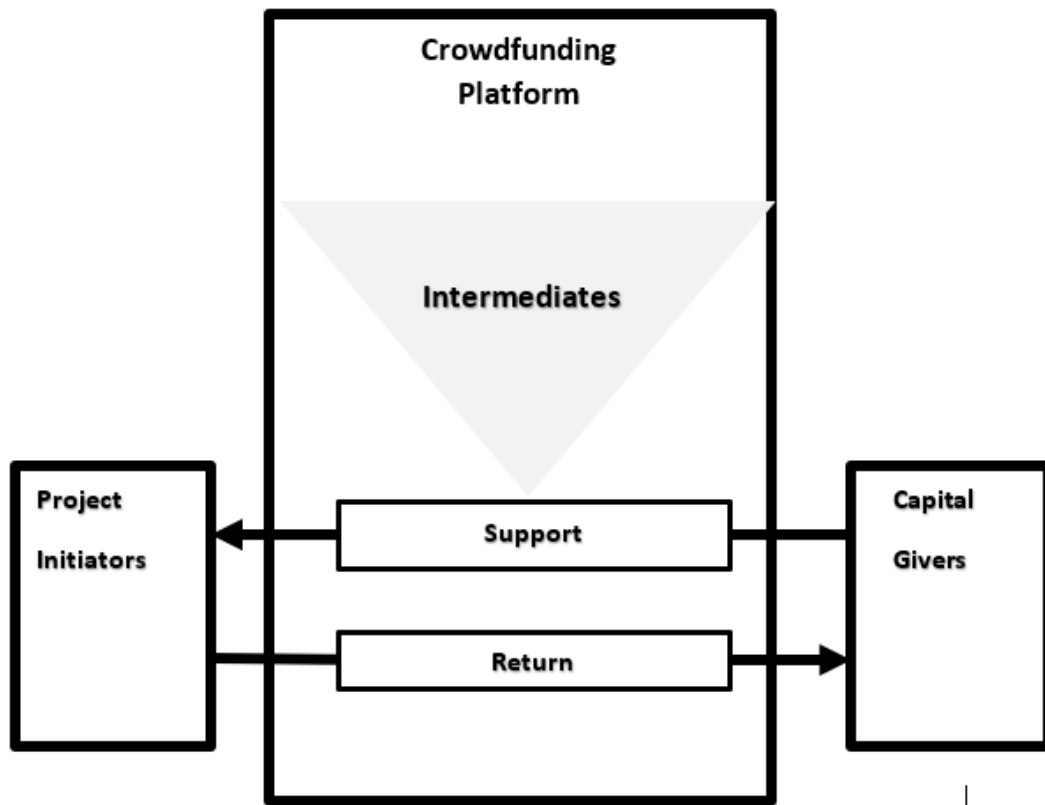 Crowdfunding
Platform
Intermediates
Project
Initiators
Support
Return
Capital
Givers